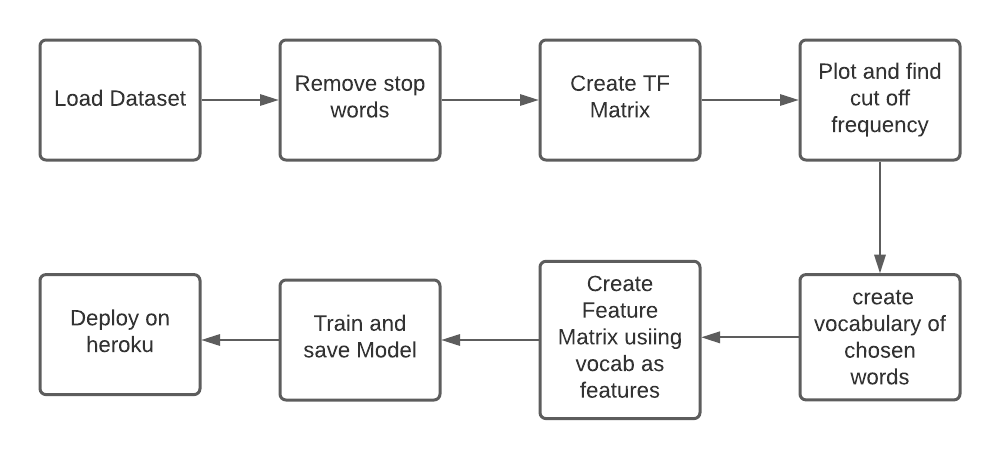 Load Dataset
Remove stop
words
Create TF
Matrix
Plot and find
cut off
frequency
create
vocabulary of
chosen
words
Create
Feature
Matrix usiing
vocab as
features
Train and
save Model
Deploy on
heroku